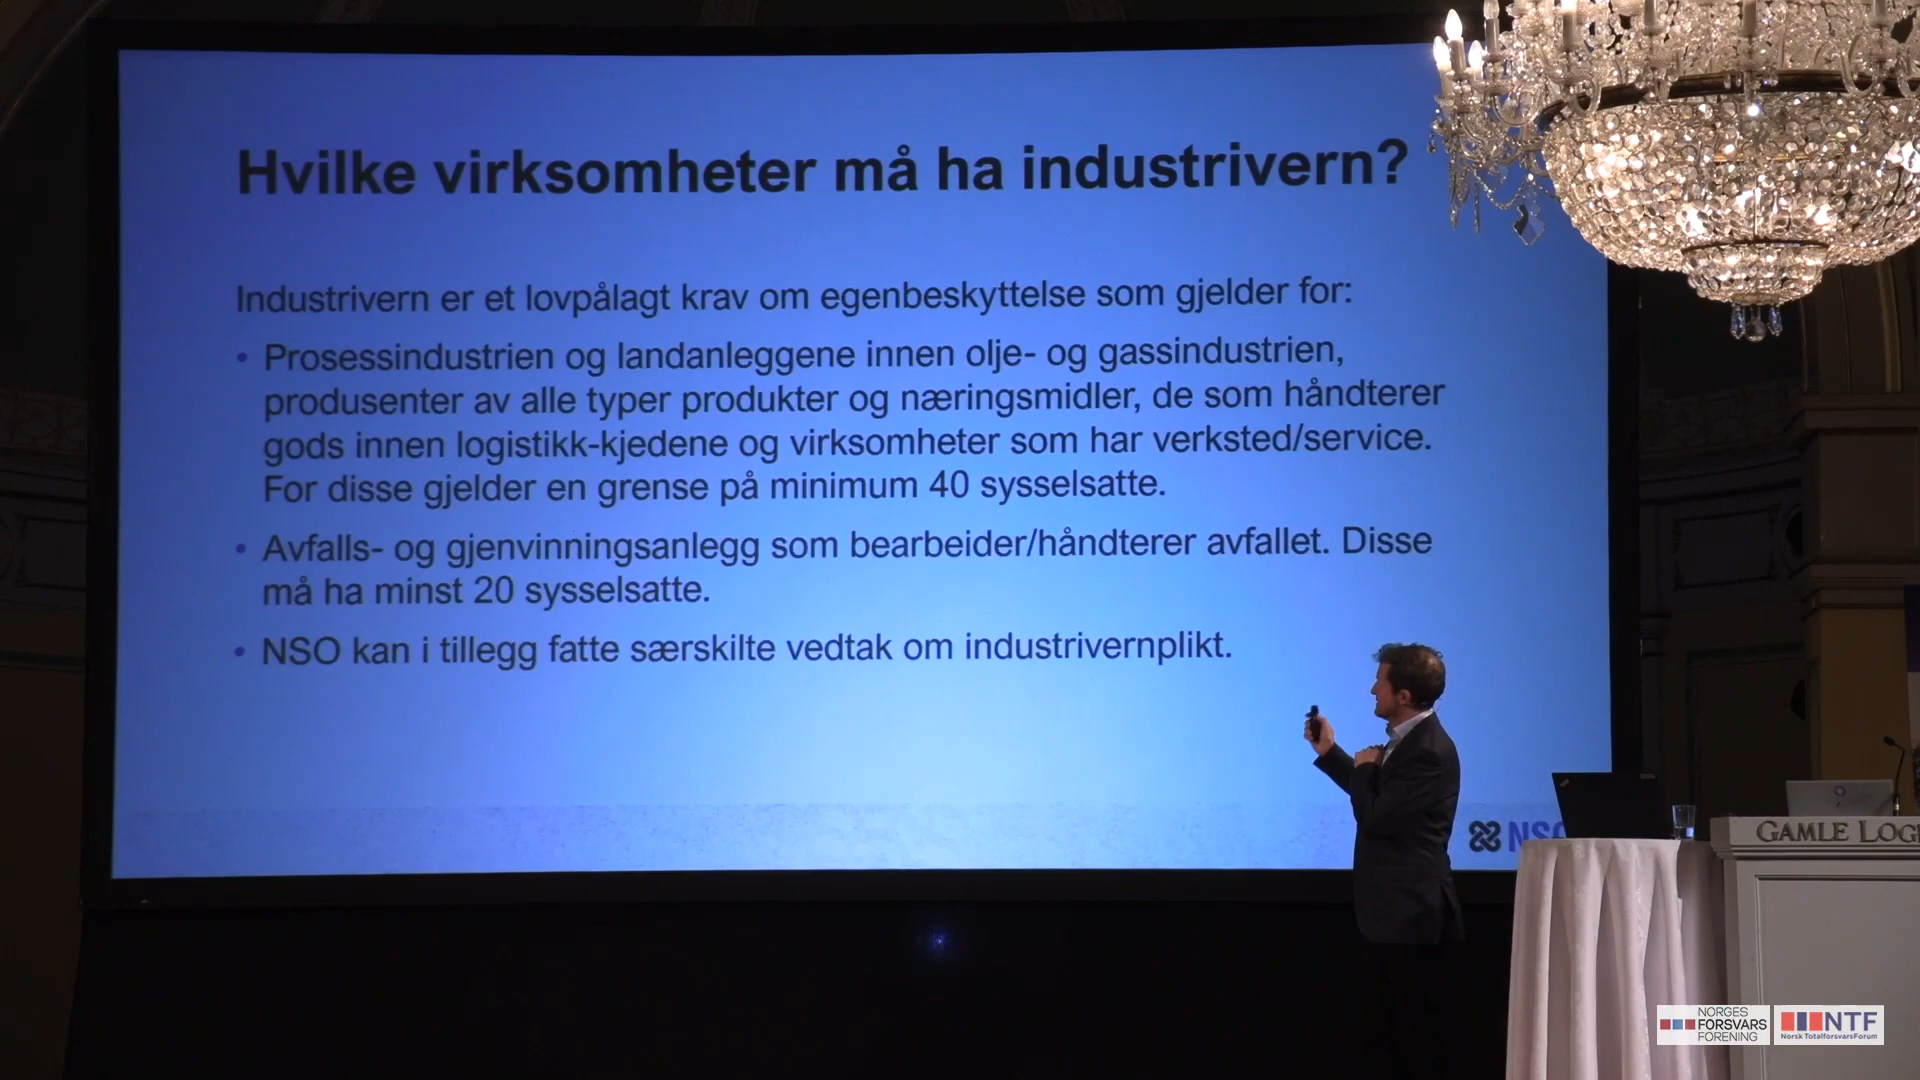 Hvilke virksomheter må ha industrivern?
Industrivern er et lovpålagt krav om egenbeskyttelse som gjelder for:
• Prosessindustrien og landanleggene innen olje- og gassindustrien,
produsenter av alle typer produkter og næringsmidler, de som håndterer
gods innen logistikk-kjedene og virksomheter som har verksted/service.
For disse gjelder en grense på minimum 40 sysselsatte.
• Avfalls- og gjenvinningsanlegg som bearbeider/håndterer avfallet. Disse
må ha minst 20 sysselsatte.
• NSO kan i tillegg fatte særskilte vedtak om industrivernplikt.
NSO
GAMLE LOG
NORGES
FORSVARS
FORENING
NTF
Norsk TotalforsvarsForum